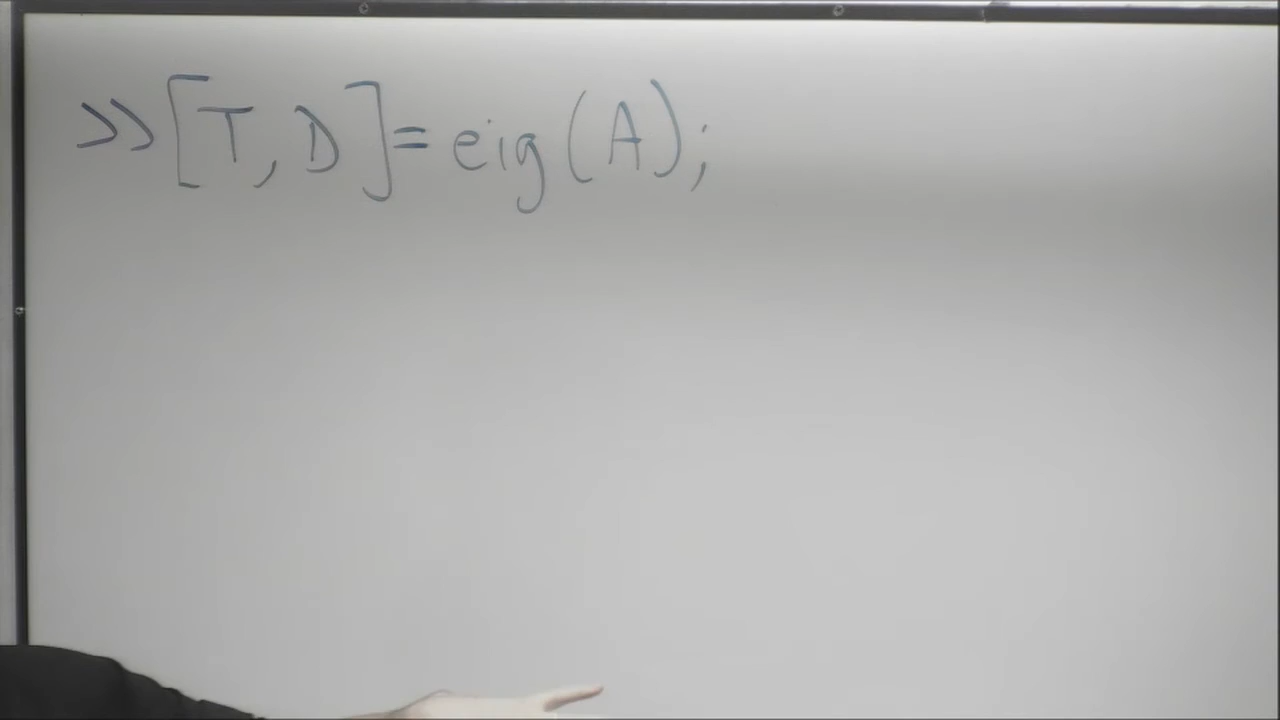 >> [T, D] = eig(A);